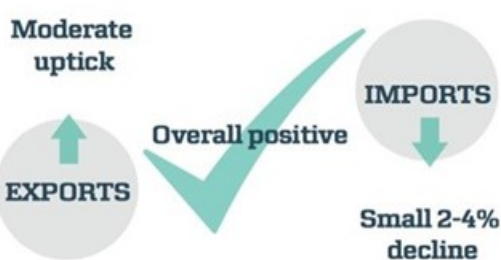 Moderate
uptick
EXPORTS
Overall positive
IMPORTS
Small 2-4%
decline